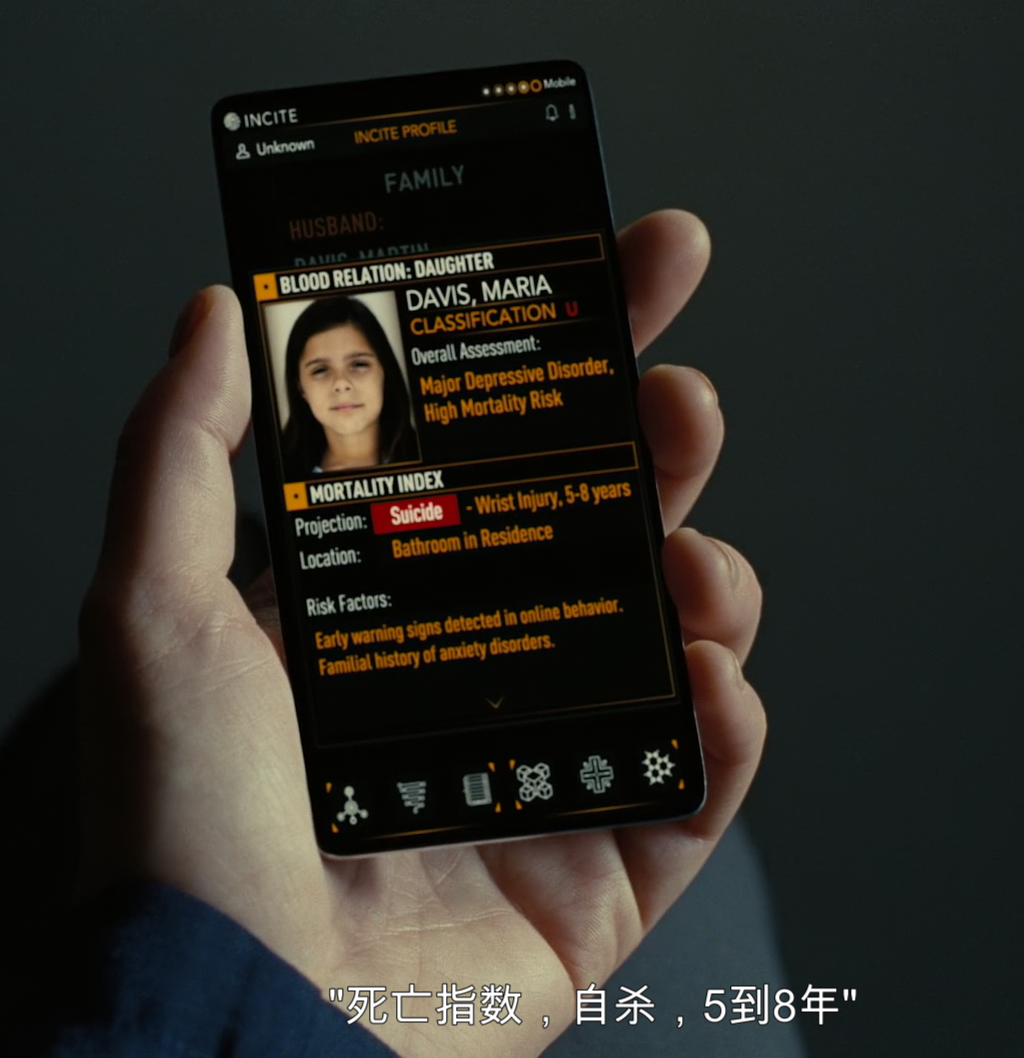 INCITE
Mobile
Unknown
INCITE PROFILE
FAMILY
HUSBAND:
DAVIS, MARTIN
BLOOD RELATION: DAUGHTER
DAVIS, MARIA
CLASSIFICATION U
Overall Assessment:
Major Depressive Disorder,
High Mortality Risk
MORTALITY INDEX
Projection: Suicide - Wrist Injury, 5-8 years
Location: Bathroom in Residence
Risk Factors:
Early warning signs detected in online behavior.
Familial history of anxiety disorders.
"死亡指数，自杀，5到8年"